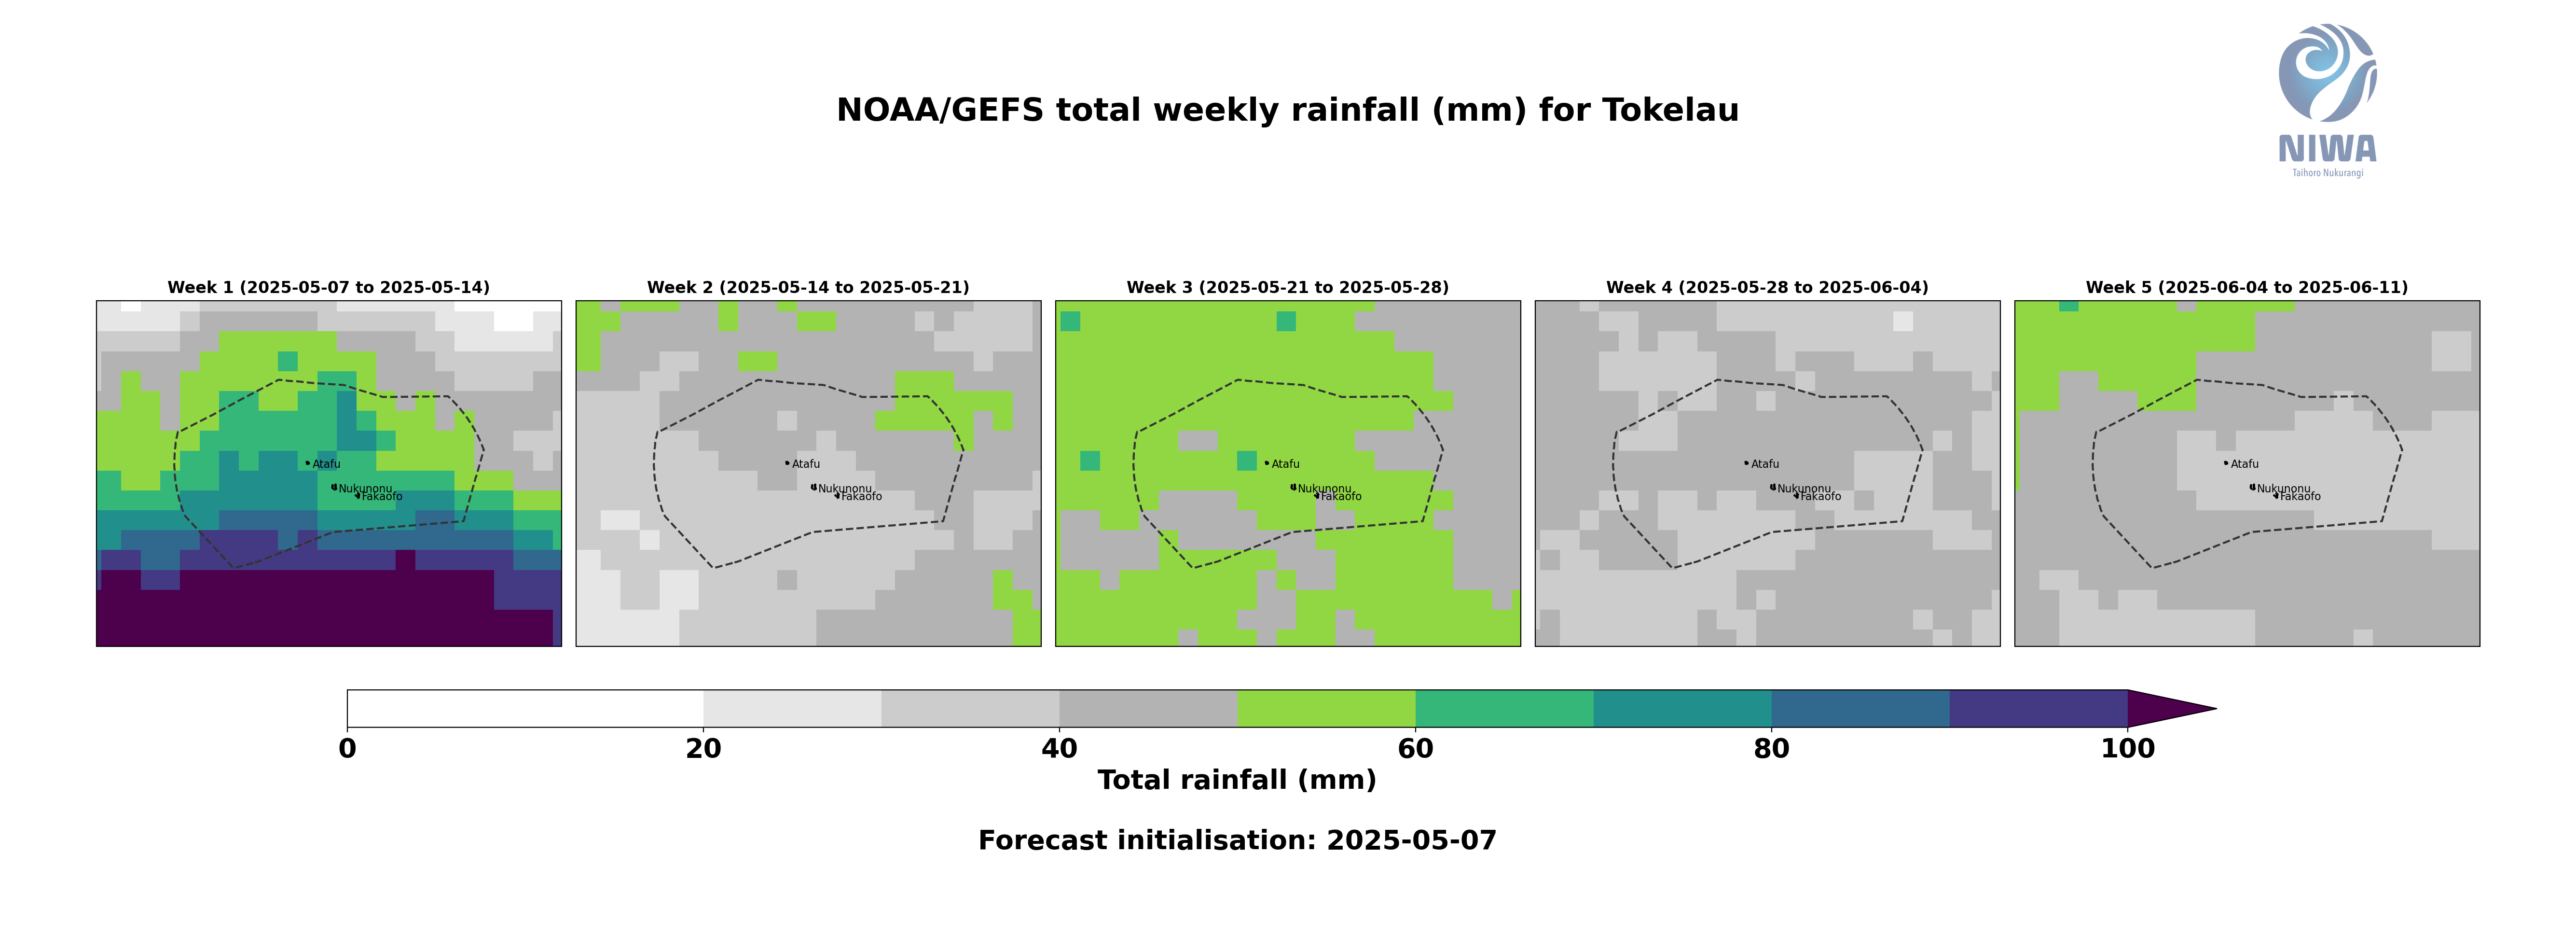 NOAA/GEFS total weekly rainfall (mm) for Tokelau
NIWA
Taihoro Nukurangi
Week 1 (2025-05-07 to 2025-05-14)
Week 2 (2025-05-14 to 2025-05-21)
Week 3 (2025-05-21 to 2025-05-28)
Week 4 (2025-05-28 to 2025-06-04)
Week 5 (2025-06-04 to 2025-06-11)
Atafu
Nukunonu
Fakaofo
Atafu
Nukunonu
Fakaofo
Atafu
Nukunonu
Fakaofo
Atafu
Nukunonu
Fakaofo
Atafu
Nukunonu
Fakaofo
0 20 40 60 80 100
Total rainfall (mm)
Forecast initialisation: 2025-05-07